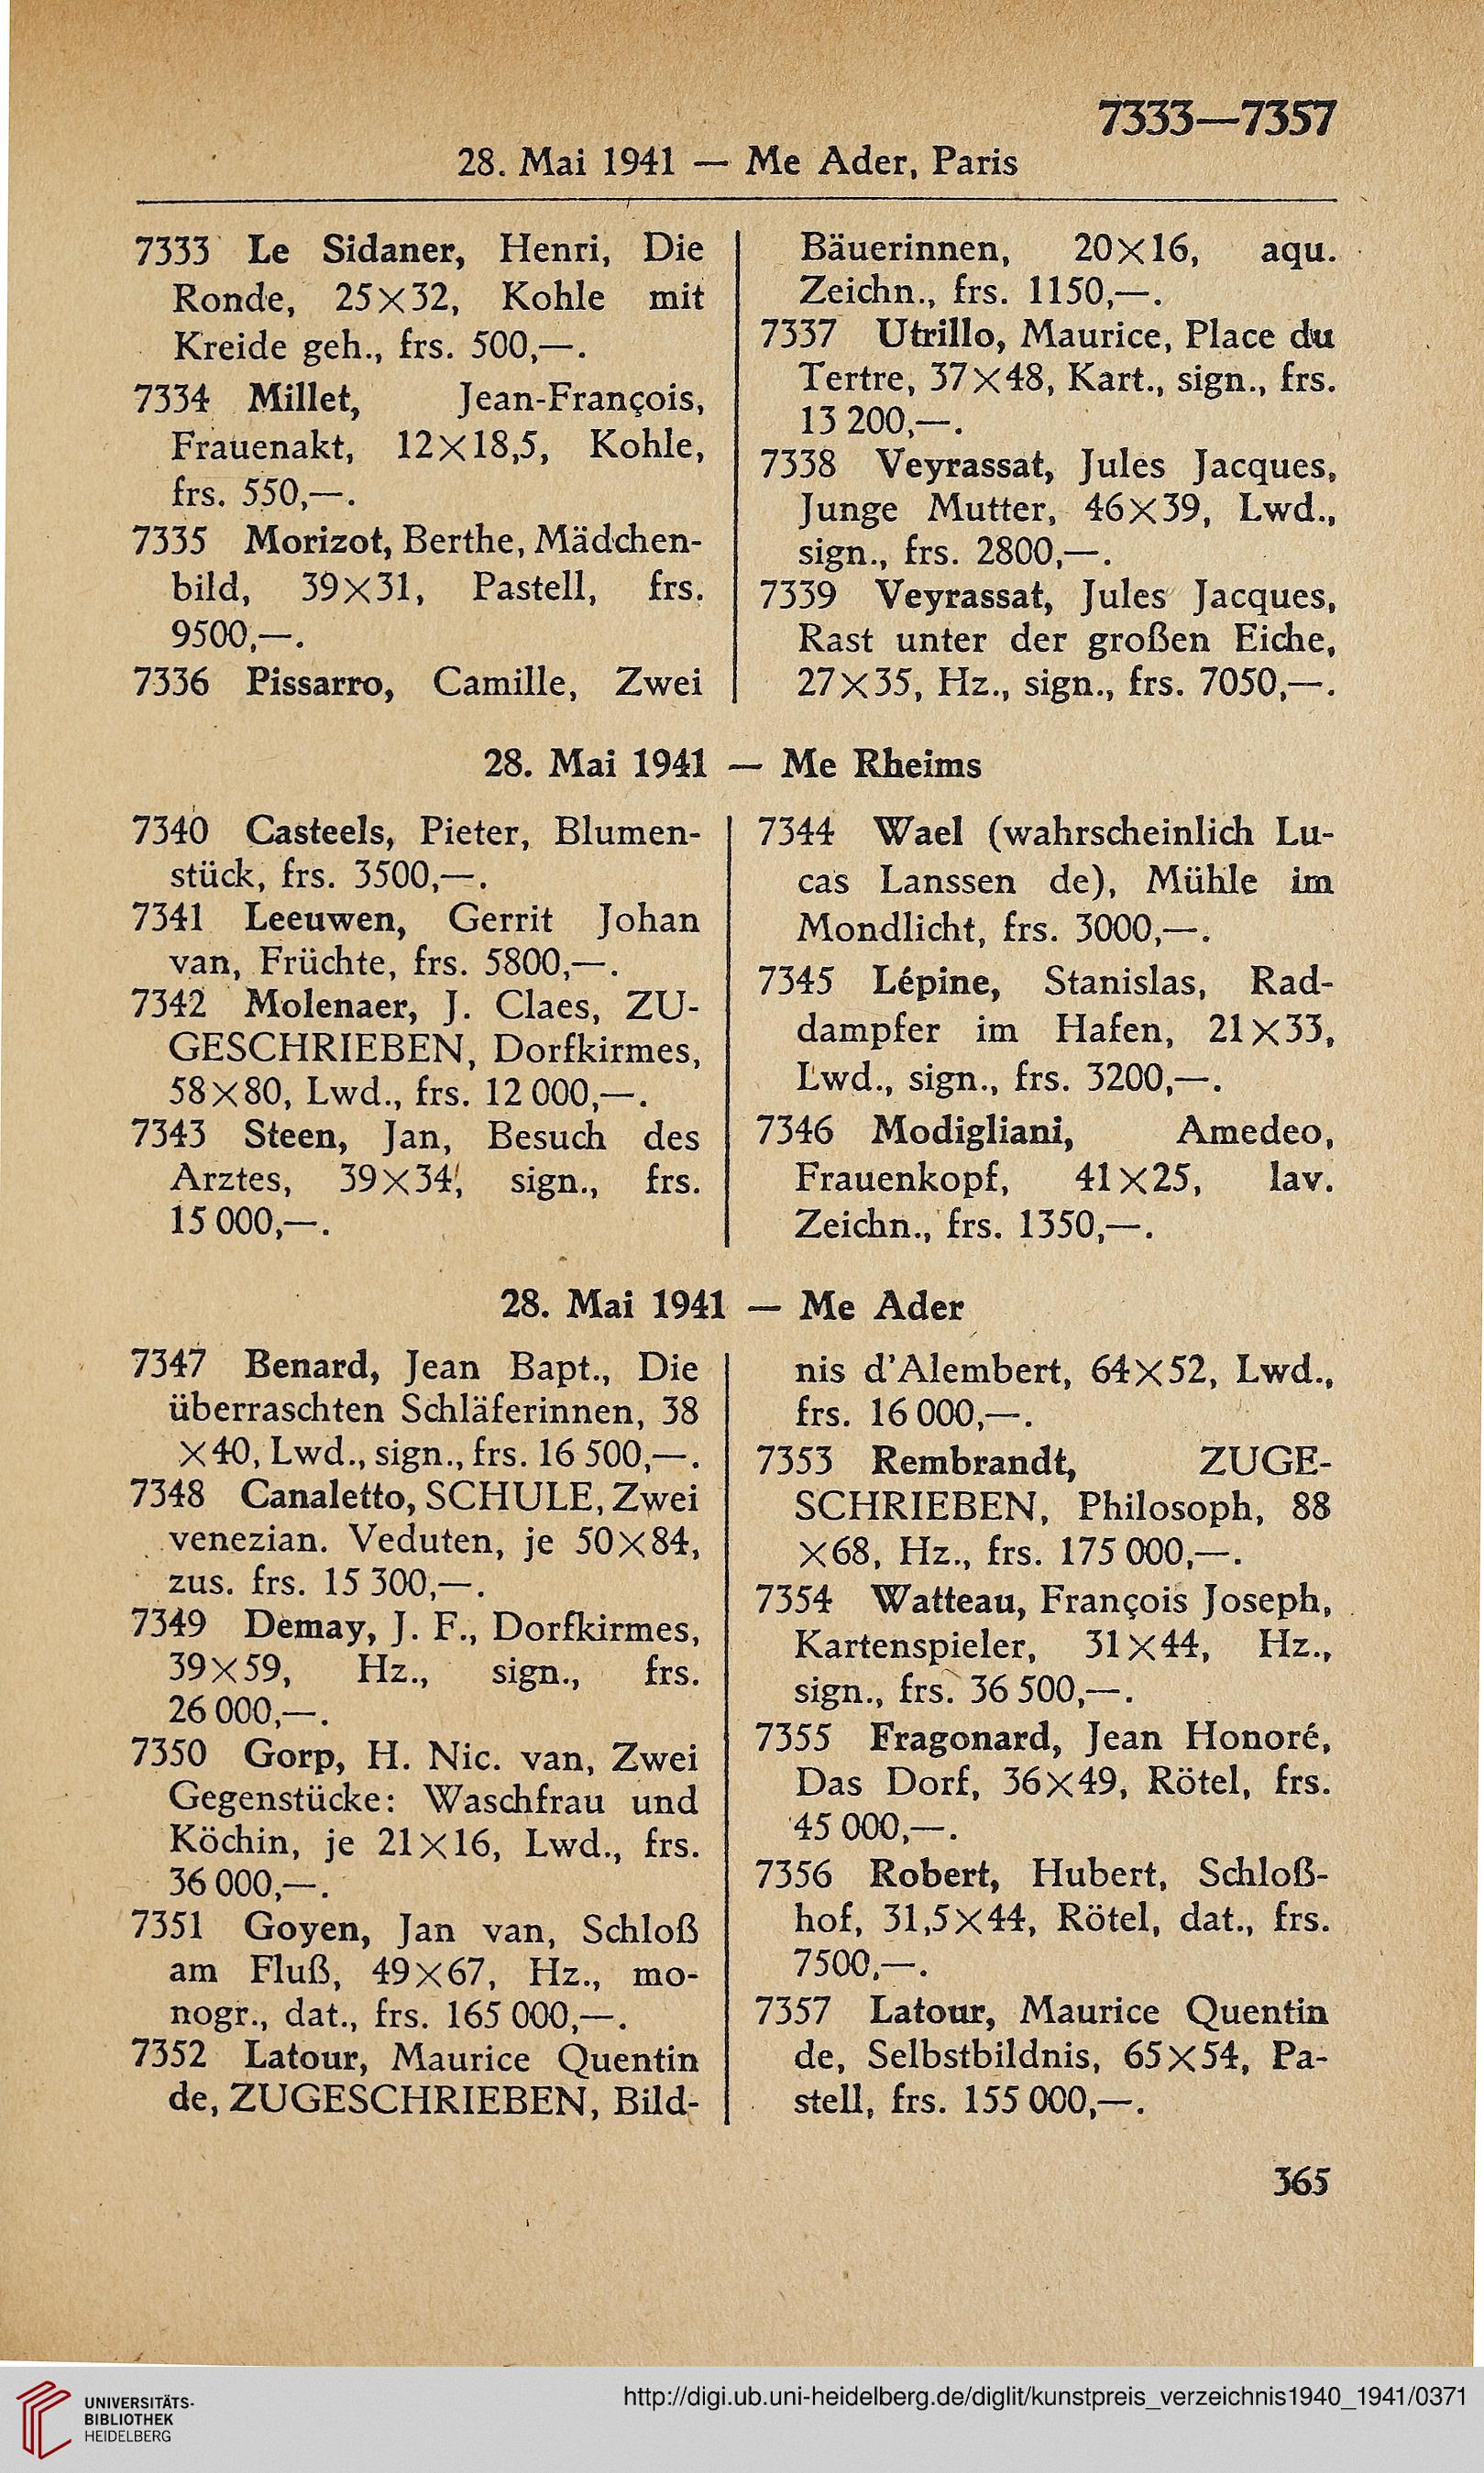 7333—7357
28. Mai 1941 — Me Ader, Paris
7333 Le Sidaner, Henri, Die
Ronde, 25×32, Kohle mit
Kreide geh., frs. 500,—.
7334 Millet, Jean-François,
Frauenakt, 12×18,5, Kohle,
frs. 550,—.
7335 Morizot, Berthe, Mädchen-
bild, 39×31, Pastell, frs.
9500,—.
7336 Pissarro, Camille, Zwei
Bäuerinnen, 20×16, aqu.
Zeichn., frs. 1150,—.
7337 Utrillo, Maurice, Place du
Tertre, 37×48, Kart., sign., frs.
13 200,—.
7338 Veyrassat, Jules Jacques,
Junge Mutter, 46×39, Lwd.,
sign., frs. 2800,—.
7339 Veyrassat, Jules Jacques,
Rast unter der großen Eiche,
27×35, Hz., sign., frs. 7050,—.
28. Mai 1941 — Me Rheims
7340 Casteels, Pieter, Blumen-
stück, frs. 3500,—.
7341 Leeuwen, Gerrit Johan
van, Früchte, frs. 5800,—.
7342 Molenaer, J. Claes, ZU-
GESCHRIEBEN, Dorfkirmes,
58×80, Lwd., frs. 12 000,—.
7343 Steen, Jan, Besuch des
Arztes, 39×34, sign., frs.
15 000,—.
7344 Wael (wahrscheinlich Lu-
cas Lanssen de), Mühle im
Mondlicht, frs. 3000,—.
7345 Lépine, Stanislas, Rad-
dampfer im Hafen, 21×33,
Lwd., sign., frs. 3200,—.
7346 Modigliani, Amedeo,
Frauenkopf, 41×25, lav.
Zeichn., frs. 1350,—.
28. Mai 1941 — Me Ader
7347 Benard, Jean Bapt., Die
überraschten Schläferinnen, 38
×40, Lwd., sign., frs. 16 500,—.
7348 Canaletto, SCHULE, Zwei
venezian. Veduten, je 50×84,
zus. frs. 15 300,—.
7349 Demay, J. F., Dorfkirmes,
39×59, Hz., sign., frs.
26 000,—.
7350 Gorp, H. Nic. van, Zwei
Gegenstücke: Waschfrau und
Köchin, je 21×16, Lwd., frs.
36 000,—.
7351 Goyen, Jan van, Schloß
am Fluß, 49×67, Hz., mo-
nogr., dat., frs. 165 000,—.
7352 Latour, Maurice Quentin
de, ZUGESCHRIEBEN, Bild-
nis d'Alembert, 64×52, Lwd.,
frs. 16 000,—.
7353 Rembrandt, ZUGE-
SCHRIEBEN, Philosoph, 88
×68, Hz., frs. 175 000,—.
7354 Watteau, François Joseph,
Kartenspieler, 31×44, Hz.,
sign., frs. 36 500,—.
7355 Fragonard, Jean Honoré,
Das Dorf, 36×49, Rötel, frs.
45 000,—.
7356 Robert, Hubert, Schloß-
hof, 31,5×44, Rötel, dat., frs.
7500,—.
7357 Latour, Maurice Quentin
de, Selbstbildnis, 65×54, Pa-
stell, frs. 155 000,—.
365
UNIVERSITÄTS-
BIBLIOTHEK
HEIDELBERG
http://digi.ub.uni-heidelberg.de/diglit/kunstpreis_verzeichnis1940_1941/0371